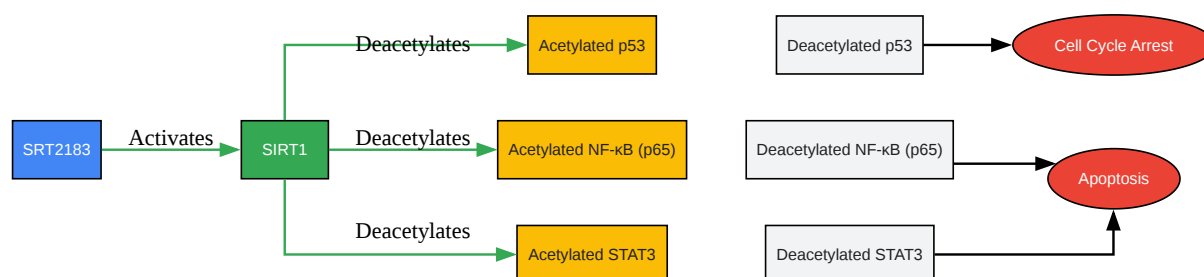 Deacetylates
Acetylated p53
Deacetylated p53
Cell Cycle Arrest
SRT2183
Activates
SIRT1
Deacetylates
Acetylated NF-κB (p65)
Deacetylated NF-κB (p65)
Apoptosis
Deacetylates
Acetylated STAT3
Deacetylated STAT3